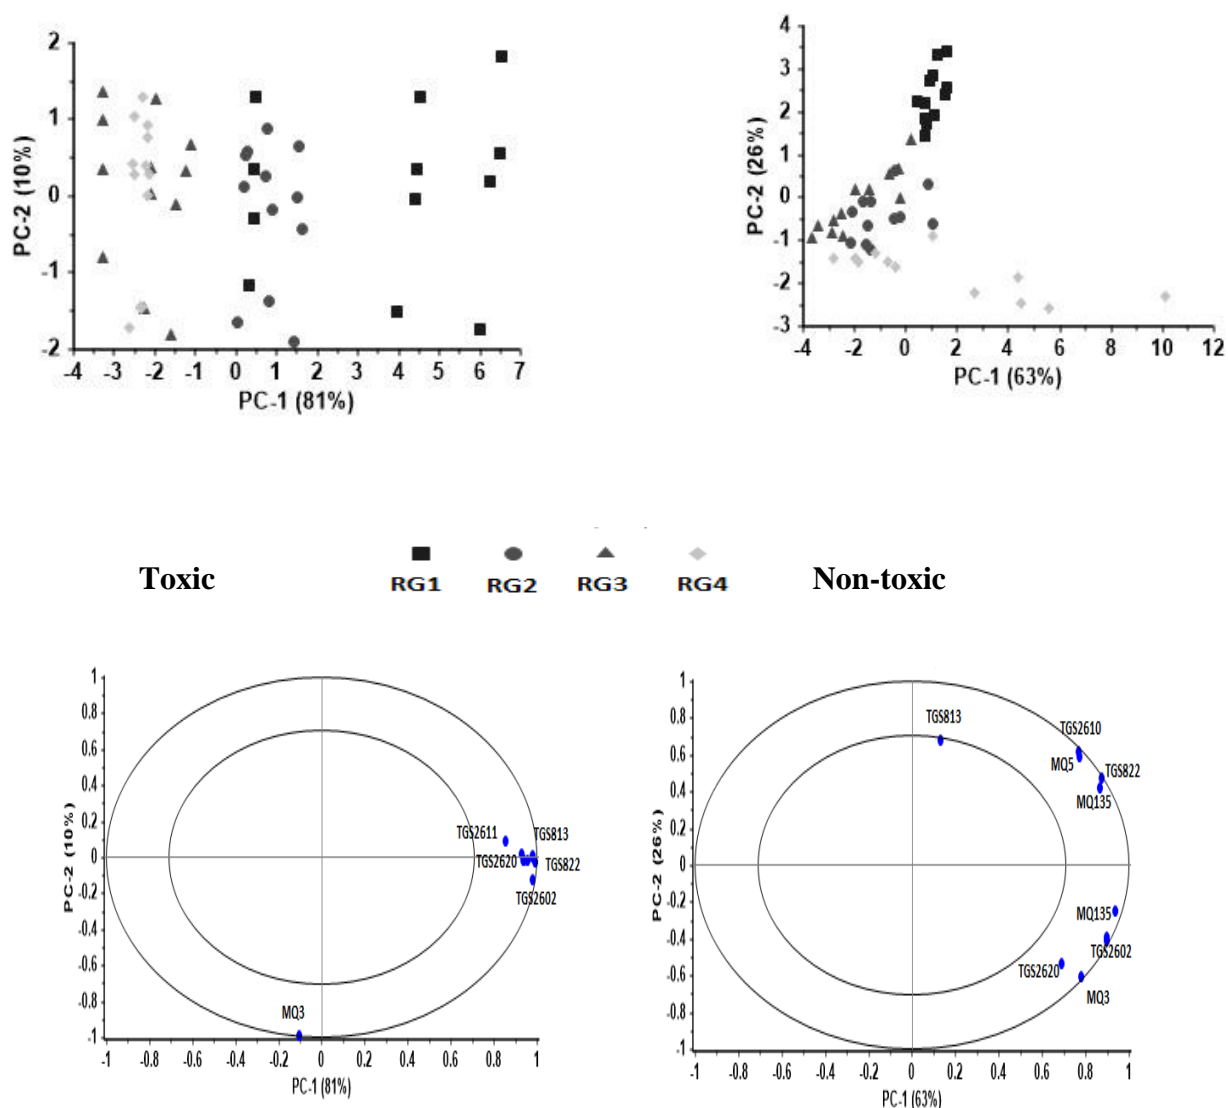 2
1
0
-1
-2
PC-2 (10%)
-4 -3 -2 -1 0 1 2 3 4 5 6 7
PC-1 (81%)
4
3
2
1
0
-1
-2
-3
PC-2 (26%)
-4 -2 0 2 4 6 8 10 12
PC-1 (63%)
Toxic
RG1 RG2 RG3 RG4
Non-toxic
1
0.8
0.6
0.4
0.2
0
-0.2
-0.4
-0.6
-0.8
-1
PC-2 (10%)
TGS2611
TGS813
TGS2620
TGS822
TGS2602
MQ3
-1 -0.8 -0.6 -0.4 -0.2 0 0.2 0.4 0.6 0.8 1
PC-1 (81%)
1
0.8
0.6
0.4
0.2
0
-0.2
-0.4
-0.6
-0.8
-1
PC-2 (26%)
TGS813
TGS2610
MQ5
TGS822
MQ135
MQ135
TGS2602
TGS2620
MQ3
-1 -0.8 -0.6 -0.4 -0.2 0 0.2 0.4 0.6 0.8 1
PC-1 (63%)